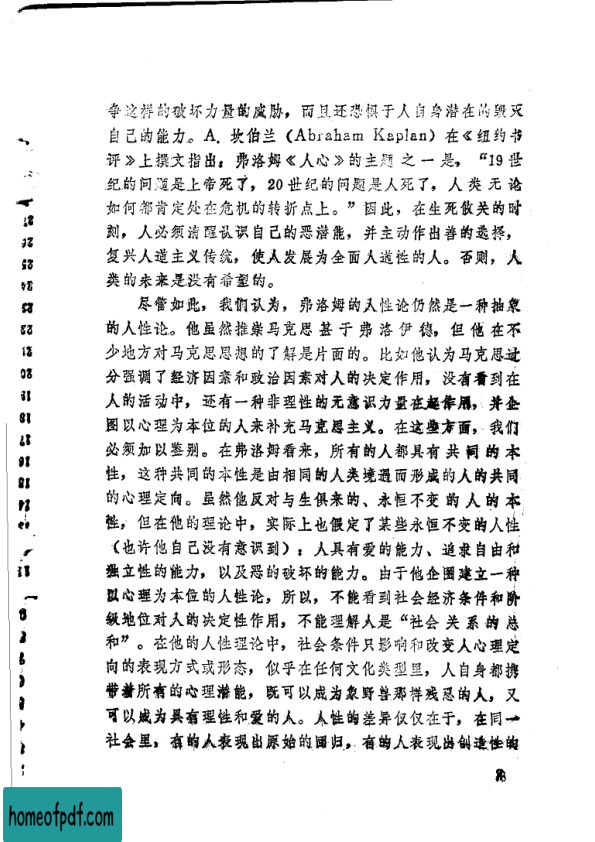 争这样的破坏力量的威胁，而且还恐惧于人自身潜在的毁灭
自己的能力。A．坎伯兰（Abraham Kaplan）在《纽约书
评》上撰文指出：弗洛姆《人心》的主题之一是，“19世
纪的问题是上帝死了，20世纪的问题是人死了，人类无论
如何都肯定处在危机的转折点上。”因此，在生死攸关的时
刻，人必须清醒认识自己的恶潜能，并主动作出善的选择，
复兴人道主义传统，使人发展为全面人道性的人。否则，人
类的未来是没有希望的。
尽管如此，我们认为，弗洛姆的人性论仍然是一种抽象
的人性论。他虽然推崇马克思甚于弗洛伊德，但他在不
少地方对马克思思想的了解是片面的。比如他认为马克思过
分强调了经济因素和政治因素对人的决定作用，没有看到在
人的活动中，还有一种非理性的无意识力量在起作用，并企
图以心理为本位的人来补充马克思主义。在这些方面，我们
必须加以鉴别。在弗洛姆看来，所有的人都具有共同的本
性，这种共同的本性是由相同的人类境遇而形成的人的共同
的心理定向。虽然他反对与生俱来的、永恒不变的人的本
性，但在他的理论中，实际上也假定了某些永恒不变的人性
（也许他自己没有意识到）：人具有爱的能力、追求自由和
独立性的能力，以及恶的破坏的能力。由于他企图建立一种
以心理为本位的人性论，所以，不能看到社会经济条件和阶
级地位对人的决定性作用，不能理解人是“社会关系的总
和”。在他的人性理论中，社会条件只影响和改变人心理定
向的表现方式或形态，似乎在任何文化类型里，人自身都携
带着所有的心理潜能，既可以成为象野兽那样残忍的人，又
可以成为具有理性和爱的人。人性的差异仅仅在于，在同一
社会里，有的人表现出原始的回归，有的人表现出创造性的
homeofpdf.com